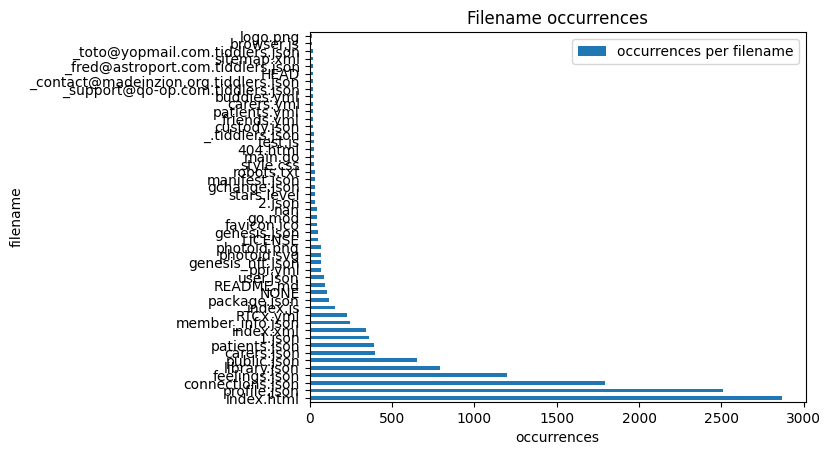 Filename occurrences
occurrences per filename
filename
logo.png
browser.js
_toto@yopmail.com.tiddlers.json
sitemap.xml
_fred@astroport.com.tiddlers.json
HEAD
_contact@madeinzion.org.tiddlers.json
_support@qo-op.com.tiddlers.json
buddies.yml
carers.yml
patients.yml
friends.yml
custody.json
_.tiddlers.json
test.js
404.html
main.go
style.css
robots.txt
manifest.json
gchange.json
stars.level
2.json
nan
go.mod
favicon.ico
genesis.json
LICENSE
photoid.png
photoid.svg
genesis_nft.json
ppi.yml
user.json
README.md
NONE
package.json
index.js
RTCx.yml
member_info.json
index.xml
1.json
patients.json
carers.json
public.json
library.json
feelings.json
connections.json
profile.json
index.html
0 500 1000 1500 2000 2500 3000
occurrences